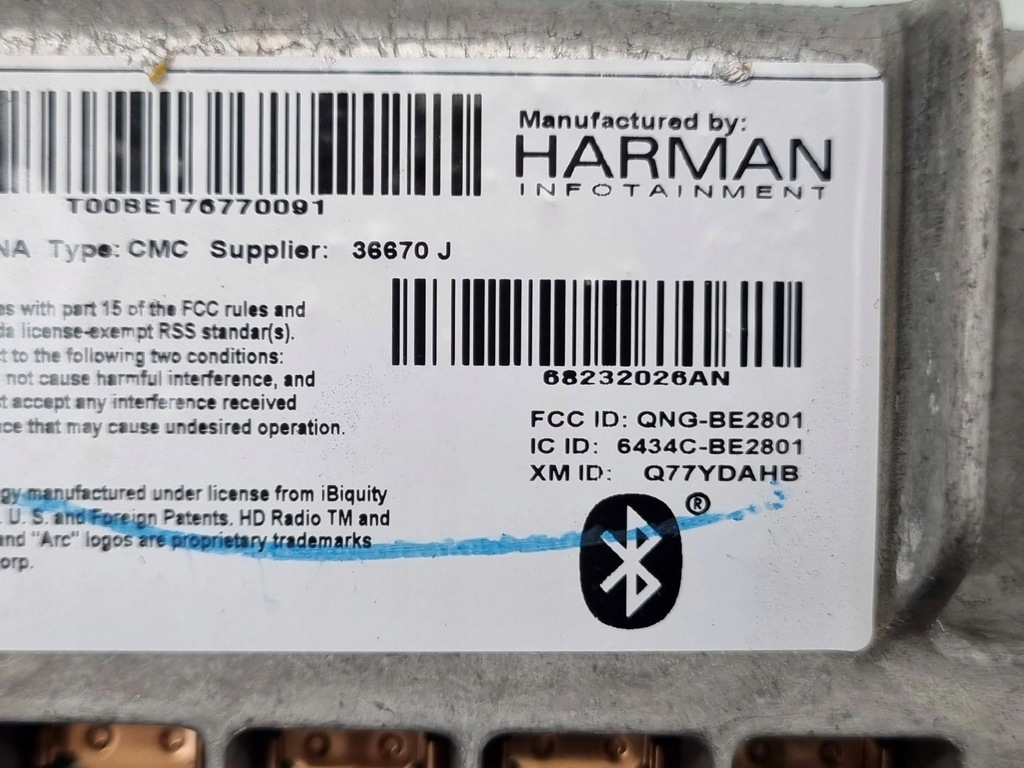 Manufactured by:
HARMAN
INFOTAINMENT
T00BE176770091
NA Type: CMC Supplier: 36670 J
68232026AN
es with part 15 of the FCC rules and
da license-exempt RSS standar(s).
t to the following two conditions:
not cause harmful interference, and
t accept any interference received
nce that may cause undesired operation.
FCC ID: QNG-BE2801
IC ID: 6434C-BE2801
XM ID: Q77YDAHB
®
gy manufactured under license from iBiquity
. U. S. and Foreign Patents. HD Radio TM and
and "Arc" logos are proprietary trademarks
orp.